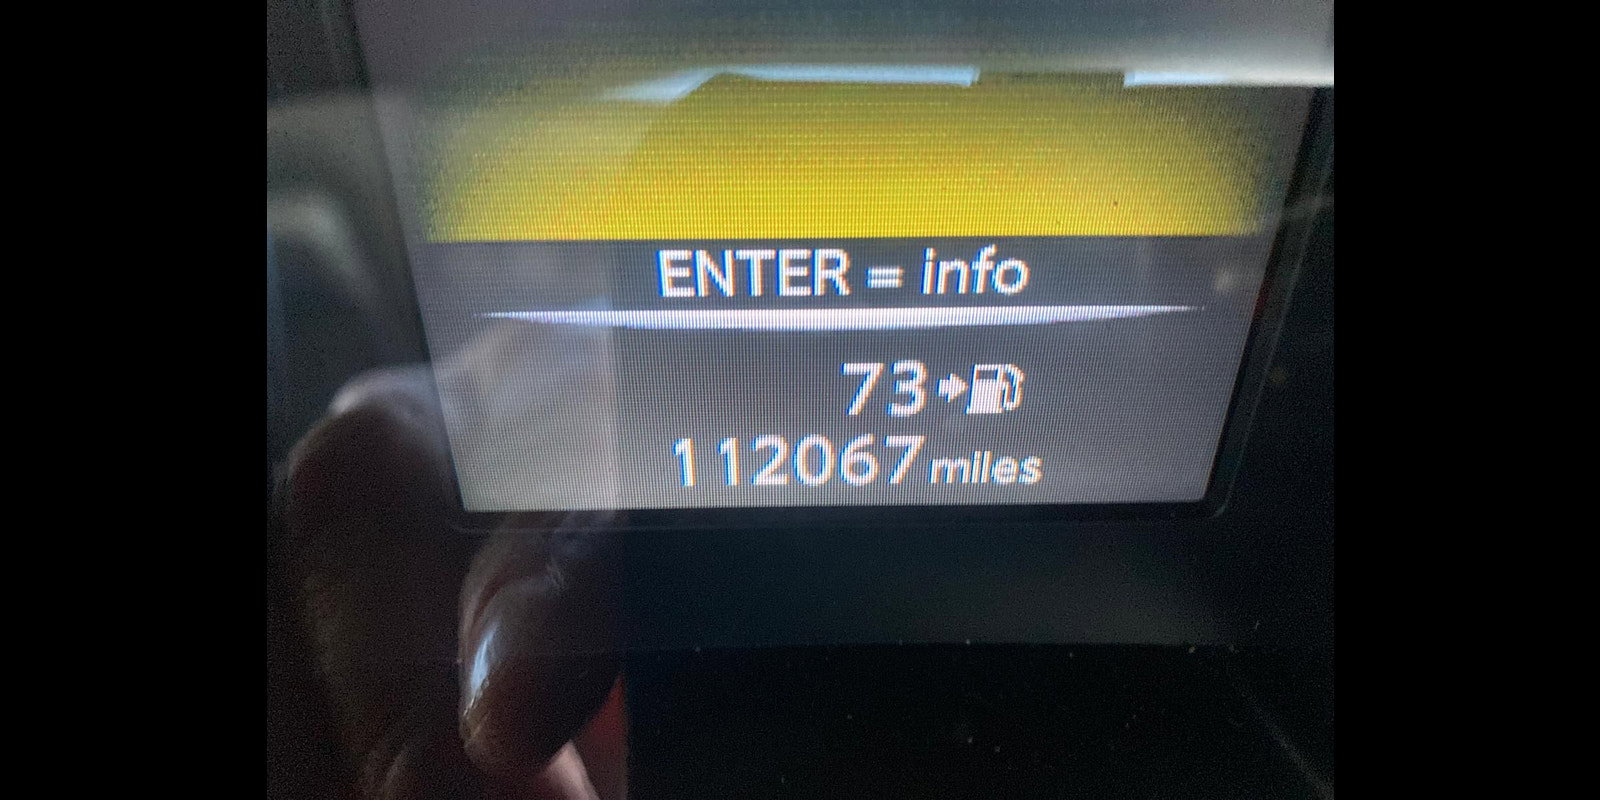 ENTER = info
73
112067 miles